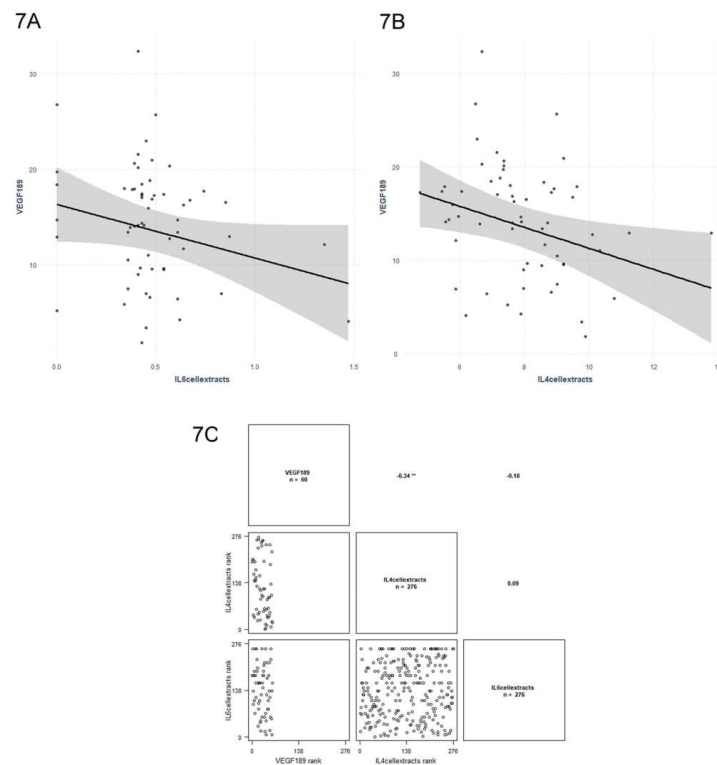 7A
VEGF189
30
20
10
0.0
0.5
1.0
1.5
IL6cellextracts
7B
VEGF189
30
20
10
0
6
8
10
12
IL4cellextracts
7C
VEGF189
n = 60
-0.34 **
-0.18
276
138
0
IL4cellextracts rank
IL4cellextracts
n = 276
0.09
276
138
0
IL6cellextracts rank
IL6cellextracts
n = 276
0
138
276
VEGF189 rank
0
138
276
IL4cellextracts rank